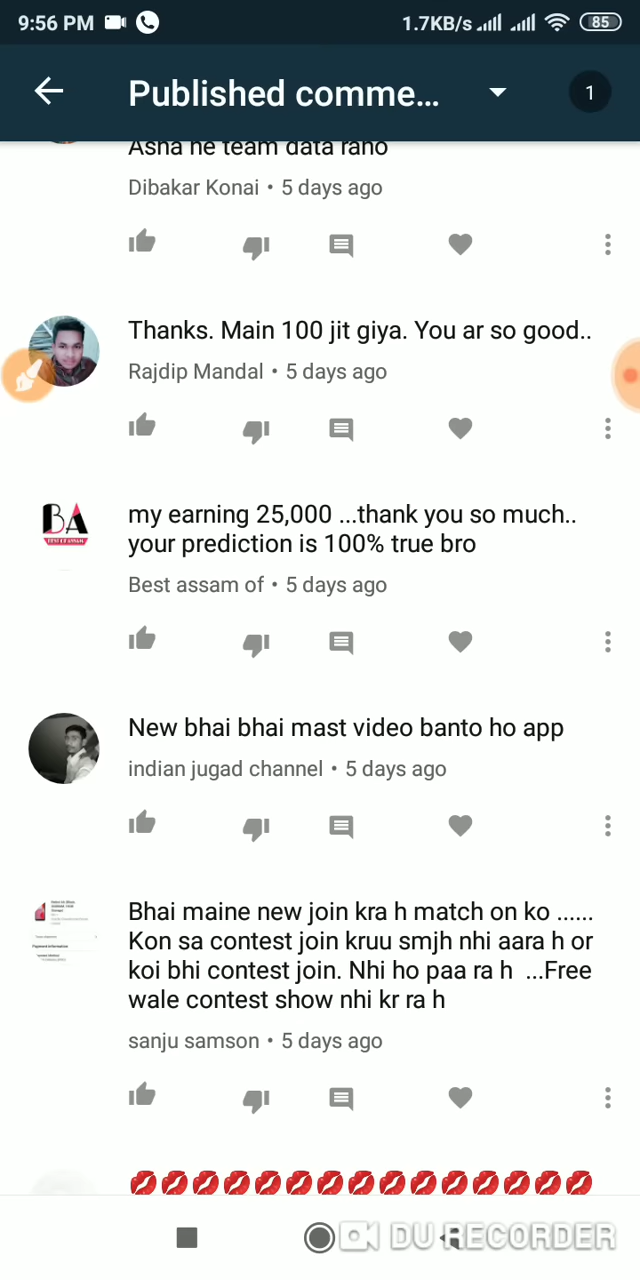 9:56 PM 1.7KB/s 85
Published comme... 1
Asha he team data raho
Dibakar Konai • 5 days ago
Thanks. Main 100 jit giya. You ar so good..
Rajdip Mandal • 5 days ago
BA
BEST OF ASSAM
my earning 25,000 ...thank you so much..
your prediction is 100% true bro
Best assam of • 5 days ago
New bhai bhai mast video banto ho app
indian jugad channel • 5 days ago
Bhai maine new join kra h match on ko ......
Kon sa contest join kruu smjh nhi aara h or
koi bhi contest join. Nhi ho paa ra h  ...Free
wale contest show nhi kr ra h
sanju samson • 5 days ago
💋💋💋💋💋💋💋💋💋💋💋💋💋💋💋
DU RECORDER